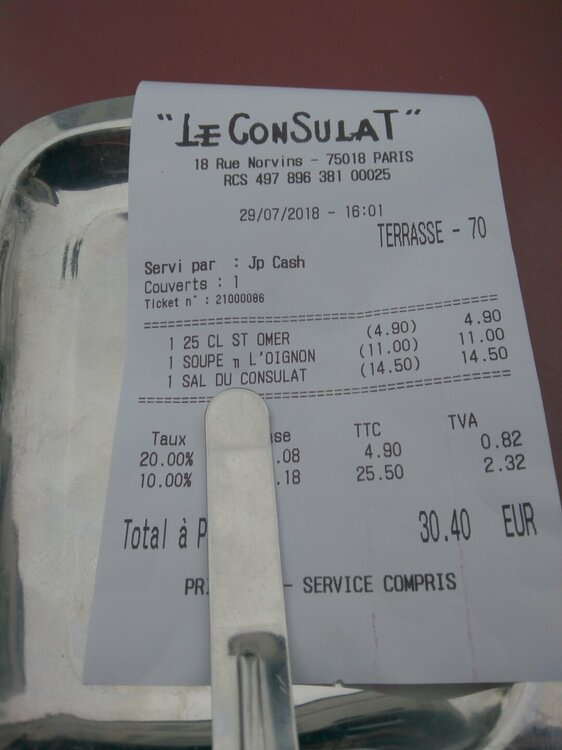 "LE CONSULAT"
18 Rue Norvins - 75018 PARIS
RCS 497 896 381 00025
29/07/2018 - 16:01
TERRASSE - 70
Servi par : Jp Cash
Couverts : 1
Ticket n° : 21000086
1 25 CL ST OMER (4.90) 4.90
1 SOUPE π L'OIGNON (11.00) 11.00
1 SAL DU CONSULAT (14.50) 14.50
Taux TTC TVA
20.00% .08 4.90 0.82
10.00% .18 25.50 2.32
Total à 30.40 EUR
- SERVICE COMPRIS